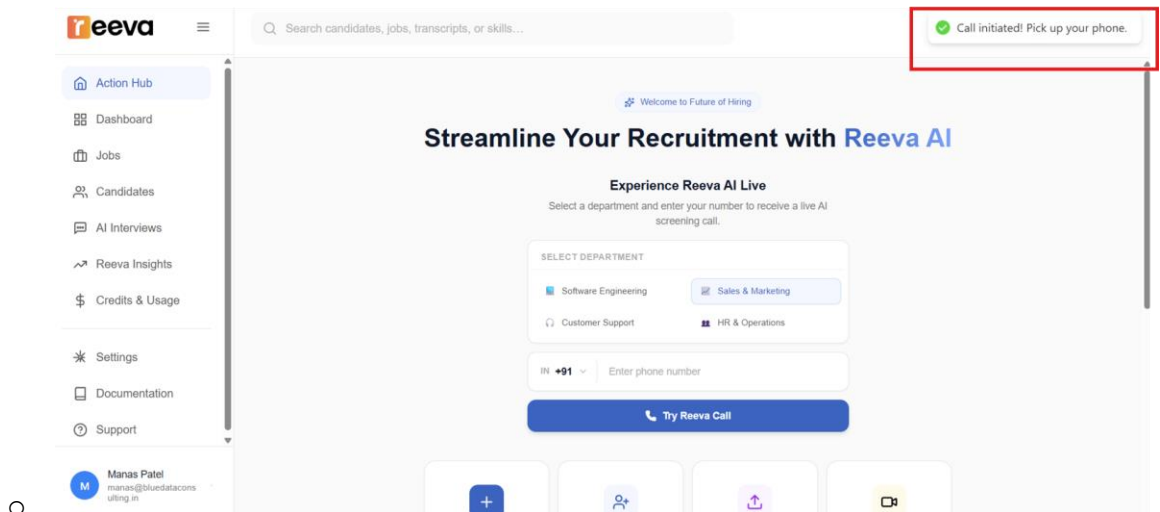 reeva
Search candidates, jobs, transcripts, or skills...
Call initiated! Pick up your phone.
Action Hub
Dashboard
Jobs
Candidates
AI Interviews
Reeva Insights
Credits & Usage
Settings
Documentation
Support
M
Manas Patel
manas@bluedatacons
ulting.in
Welcome to Future of Hiring
Streamline Your Recruitment with Reeva AI
Experience Reeva AI Live
Select a department and enter your number to receive a live AI
screening call.
SELECT DEPARTMENT
Software Engineering
Sales & Marketing
Customer Support
HR & Operations
IN +91
Enter phone number
Try Reeva Call